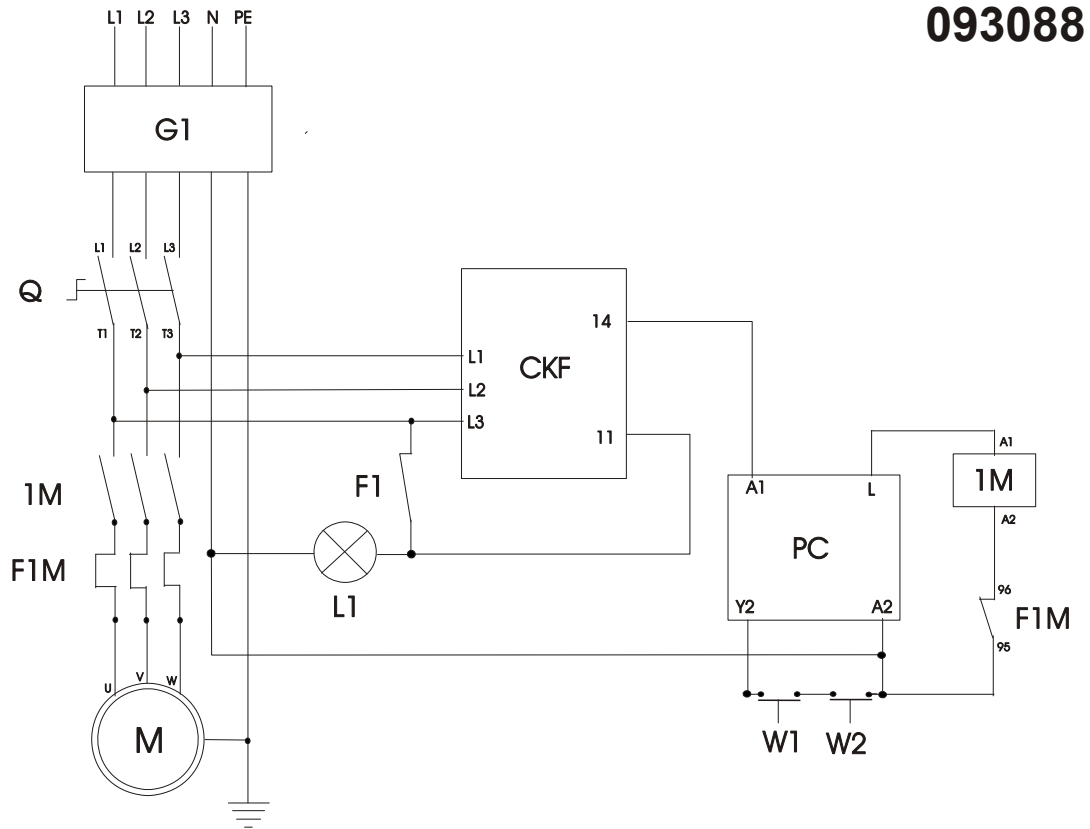 093088
L1 L2 L3 N PE
G1
L1 L2 L3
Q
T1 T2 T3
14
L1
CKF
L2
L3
11
A1
F1
1M
1M
A1 L
A2
PC
F1M
96
F1M
L1
Y2 A2
95
U V W
M
W1 W2